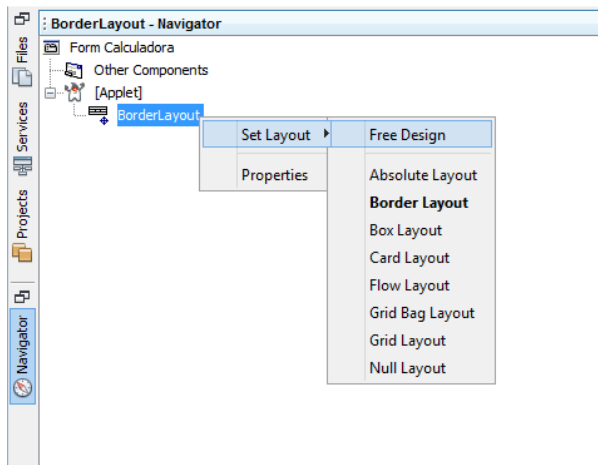 BorderLayout - Navigator
Form Calculadora
Other Components
[Applet]
BorderLayout
Set Layout
Properties
Free Design
Absolute Layout
Border Layout
Box Layout
Card Layout
Flow Layout
Grid Bag Layout
Grid Layout
Null Layout
Files
Services
Projects
Navigator